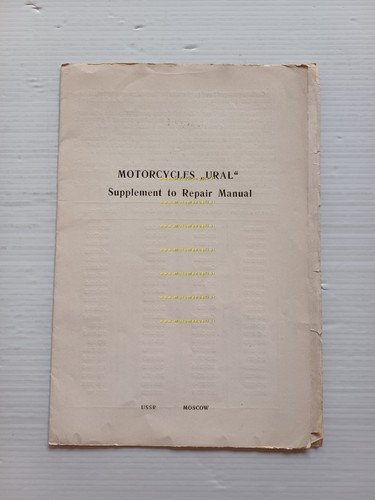 MOTORCYCLES „URAL“
Supplement to Repair Manual
USSR MOSCOW